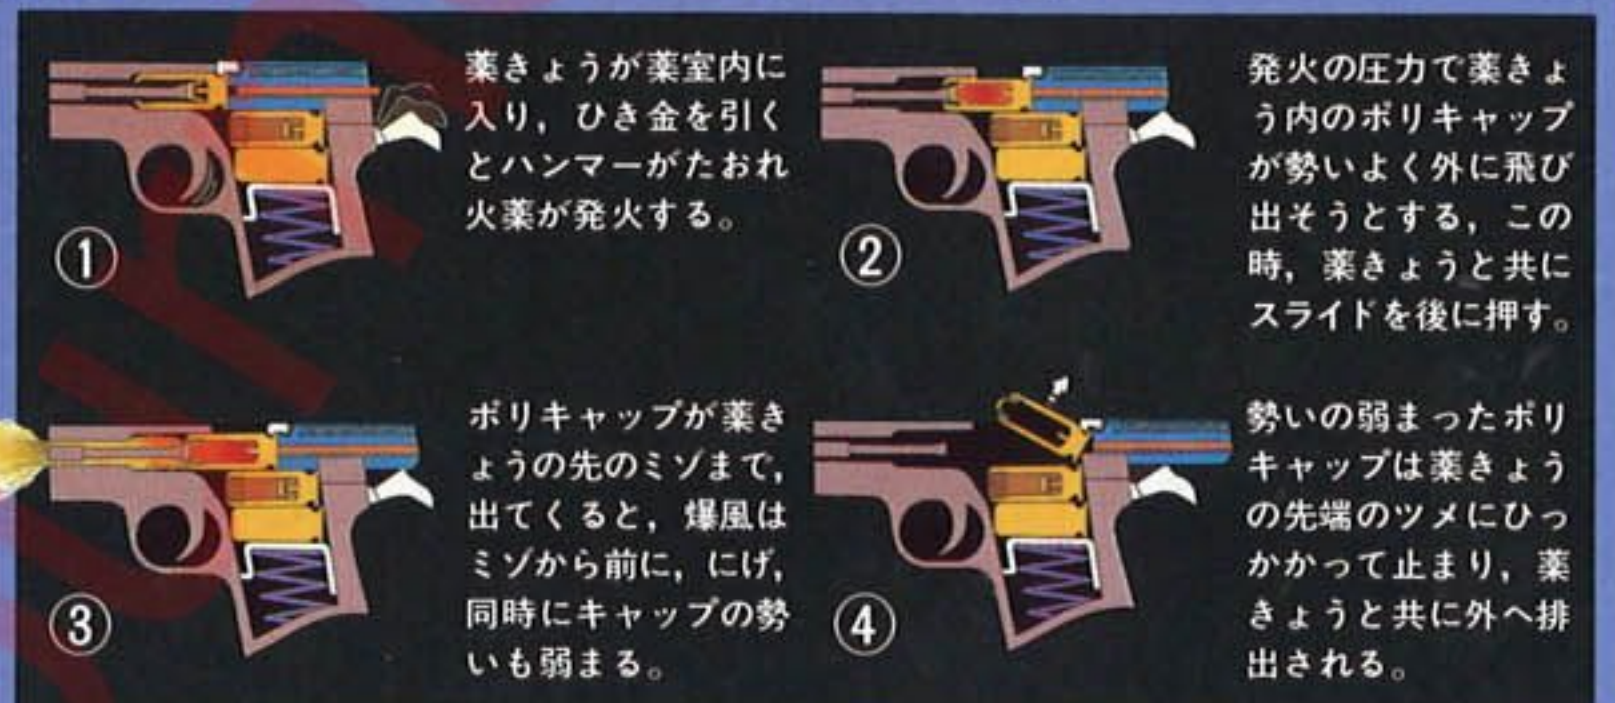 ①
薬きょうが薬室内に
入り，ひき金を引く
とハンマーがたおれ
火薬が発火する。
②
発火の圧力で薬きょ
う内のポリキャップ
が勢いよく外に飛び
出そうとする，この
時，薬きょうと共に
スライドを後に押す。
③
ポリキャップが薬き
ょうの先のミゾまで，
出てくると，爆風は
ミゾから前に，にげ，
同時にキャップの勢
いも弱まる。
④
勢いの弱まったポリ
キャップは薬きょう
の先端のツメにひっ
かかって止まり，薬
きょうと共に外へ排
出される。